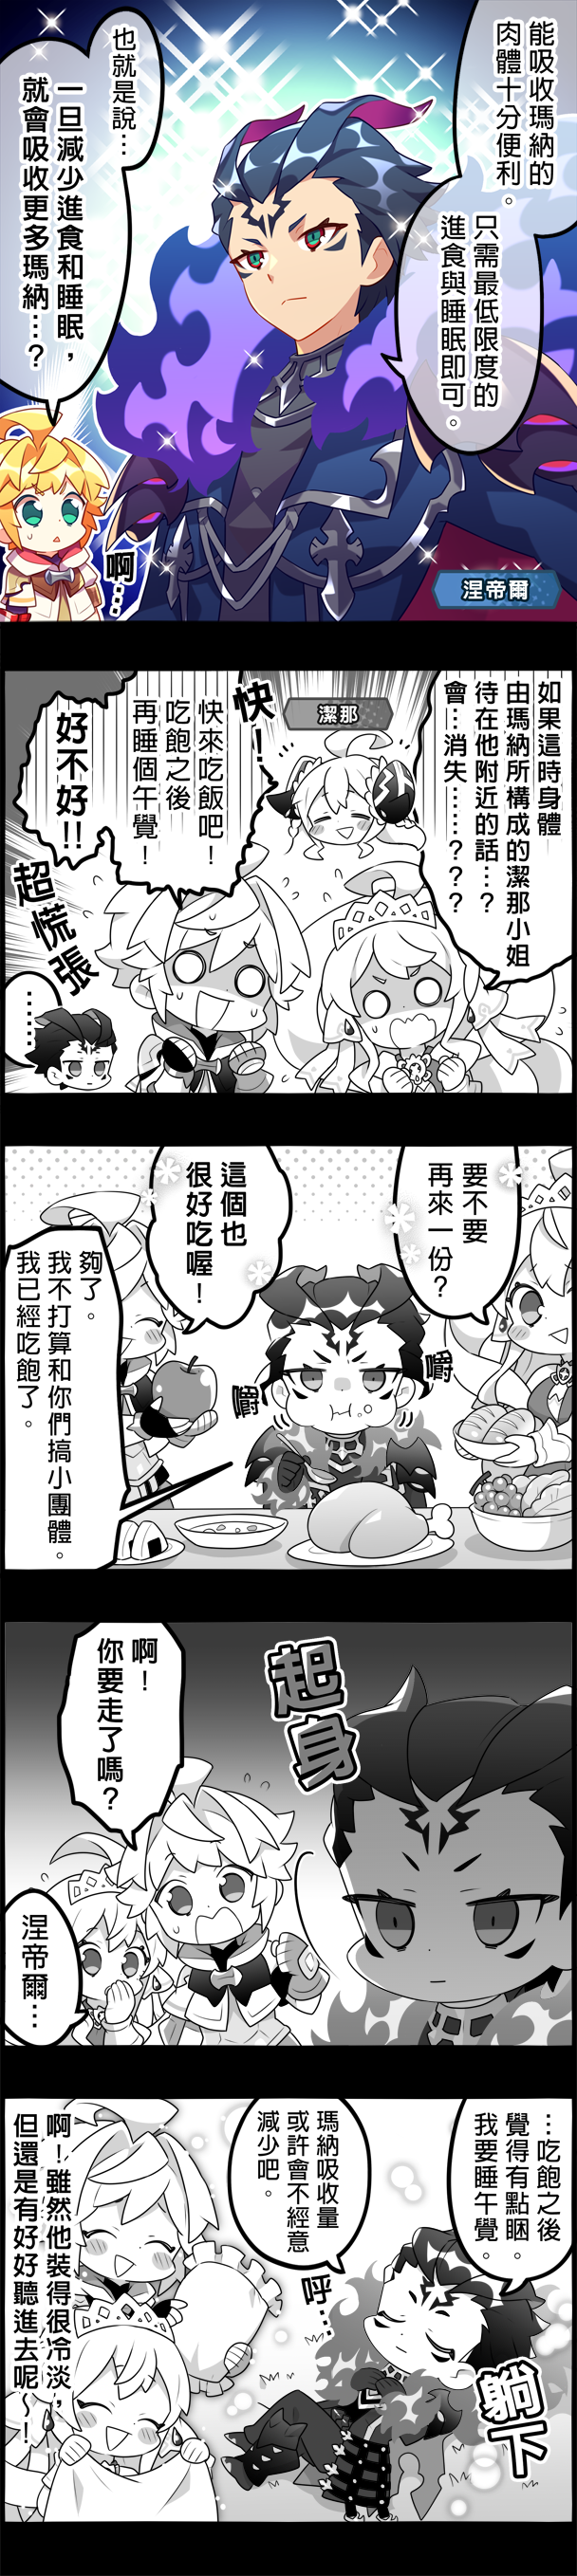 能吸收瑪納的
肉體十分便利。
只需最低限度的
進食與睡眠即可。
也就是說…
一旦減少進食和睡眠，
就會吸收更多瑪納…？
啊…
涅帝爾
如果這時身體
由瑪納所構成的潔那小姐
待在他附近的話…？
會…消失……？？？
潔那
快！
快來吃飯吧！
吃飽之後
再睡個午覺！
好不好!!
超慌張
……
要不要
再來一份？
這個也
很好吃喔！
嚼
嚼
夠了。
我不打算和你們搞小團體。
我已經吃飽了。
起身
啊！
你要走了嗎？
涅帝爾…
…吃飽之後
覺得有點睏。
我要睡午覺。
瑪納吸收量
或許會不經意
減少吧。
呼…
躺下
啊！雖然他裝得很冷淡，
但還是有好好聽進去呢～！